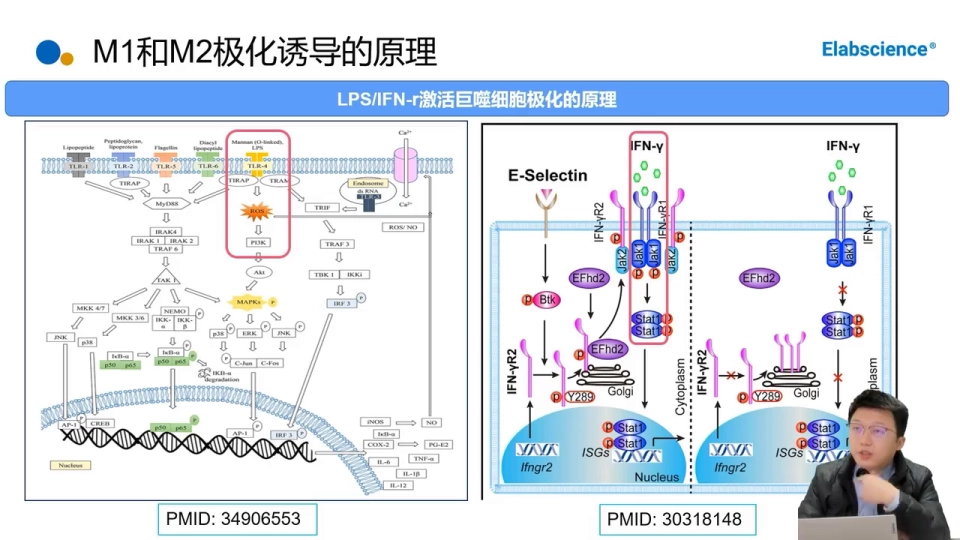 M1和M2极化诱导的原理
Elabscience®
LPS/IFN-r激活巨噬细胞极化的原理
Lipopeptide
Peptidoglycan,
lipoprotein
Flagellin
Diacyl
lipopeptide
Mannan (O-linked),
LPS
Ca²⁺
TLR-1
TLR-2
TLR-5
TLR-6
TLR-4
TIRAP
TIRAP
TRAM
Endosome
ds RNA
TLR-3
Ca²⁺
MyD88
ROS
TRIF
ROS/ NO
IRAK4
IRAK 1
IRAK 2
TRAF 6
PI3K
TRAF 3
TAK 1
Akt
TBK 1
IKKi
MAPKs
P
IRF 3
P
MKK 4/7
MKK 3/6
NEMO
IKK-
α
IKK-
β
P
JNK
p38
p38
P
ERK
P
JNK
P
IκB-α
p50
p65
IκB-α
P
p50
p65
P
IKB-α
degradation
C-Jun
C-Fos
AP-1
P
CREB
p50
p65
P
AP-1
P
IRF 3
P
Nucleus
iNOS
NO
IκB-α
COX-2
PG-E2
IL-6
TNF-α
IL-1β
IL-12
PMID: 34906553
E-Selectin
IFN-γ
IFN-γ
IFN-γR2
IFN-γR1
IFN-γR1
P
P
Jak2
Jak1
Jak1
Jak2
P
P
Jak1
Jak1
EFhd2
EFhd2
P
Btk
Stat1
P
Stat1
P
Stat1
P
Stat1
P
P
EFhd2
IFN-γR2
Golgi
P
Y289
Cytoplasm
IFN-γR2
P
Y289
Golgi
P
Stat1
P
Stat1
ISGs
Ifngr2
Nucleus
P
Stat1
P
Stat1
ISGs
Ifngr2
PMID: 30318148